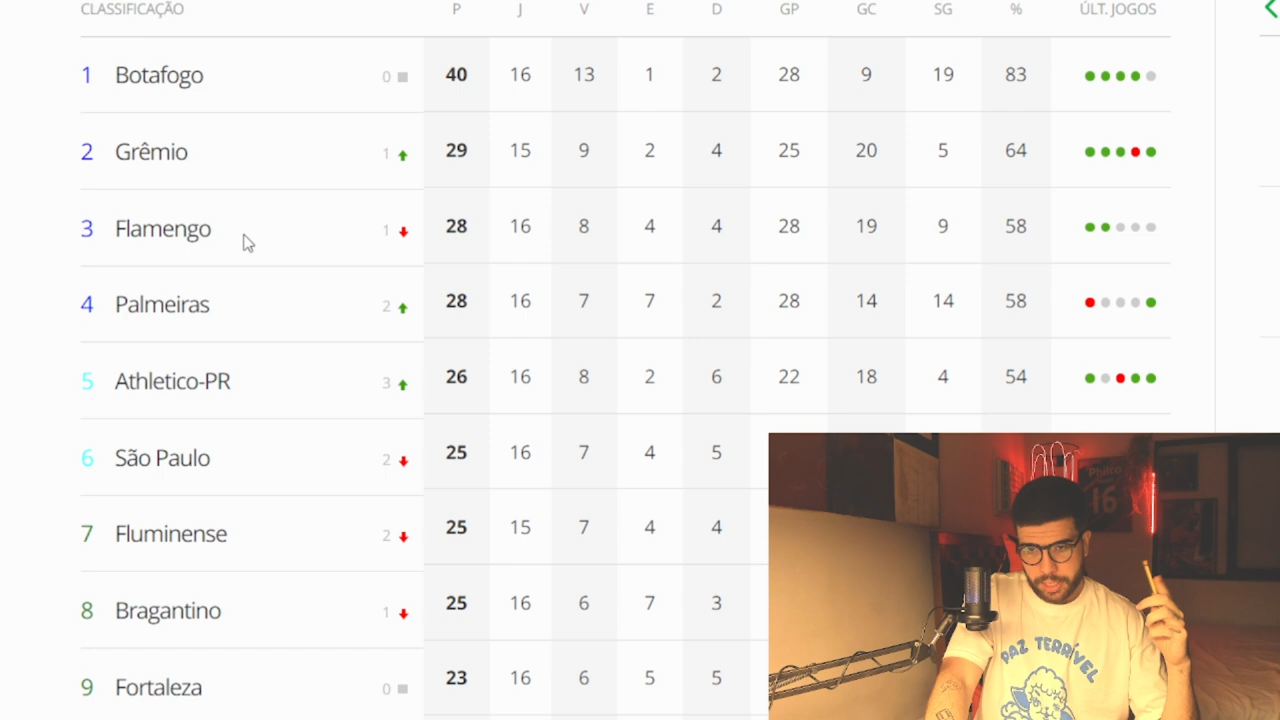 CLASSIFICAÇÃO P J V E D GP GC SG % ÚLT. JOGOS
1 Botafogo 0 40 16 13 1 2 28 9 19 83
2 Grêmio 1 29 15 9 2 4 25 20 5 64
3 Flamengo 1 28 16 8 4 4 28 19 9 58
4 Palmeiras 2 28 16 7 7 2 28 14 14 58
5 Athletico-PR 3 26 16 8 2 6 22 18 4 54
6 São Paulo 2 25 16 7 4 5
7 Fluminense 2 25 15 7 4 4
8 Bragantino 1 25 16 6 7 3
9 Fortaleza 0 23 16 6 5 5
Philco
16
PAZ TERRÍVEL